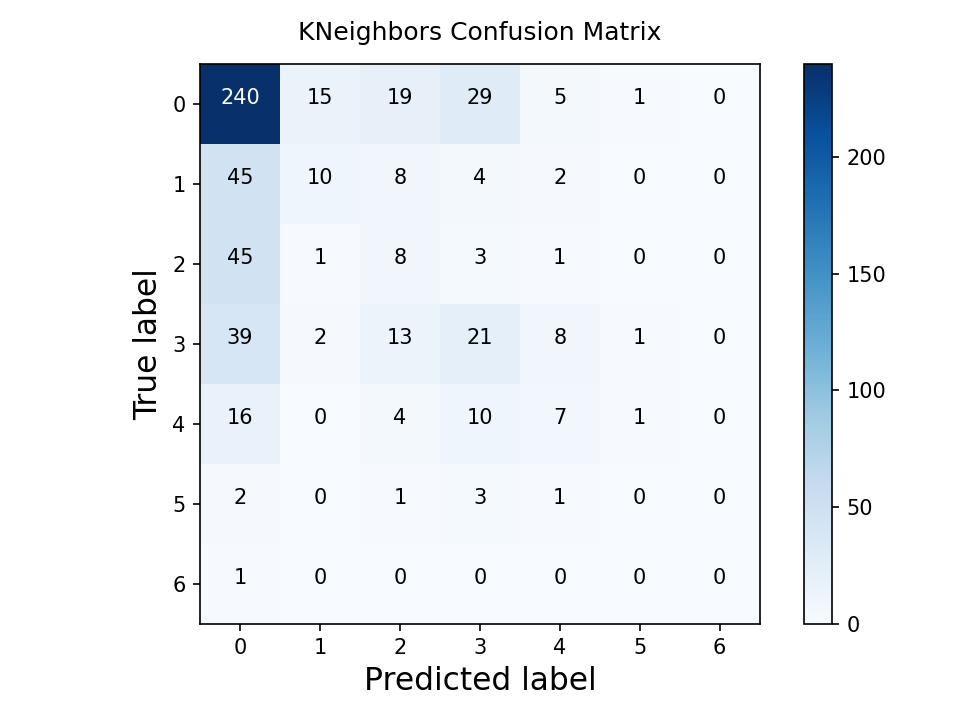 KNeighbors Confusion Matrix
0 240 15 19 29 5 1 0
1 45 10 8 4 2 0 0
2 45 1 8 3 1 0 0
3 39 2 13 21 8 1 0
4 16 0 4 10 7 1 0
5 2 0 1 3 1 0 0
6 1 0 0 0 0 0 0
0 1 2 3 4 5 6
True label
Predicted label
200
150
100
50
0